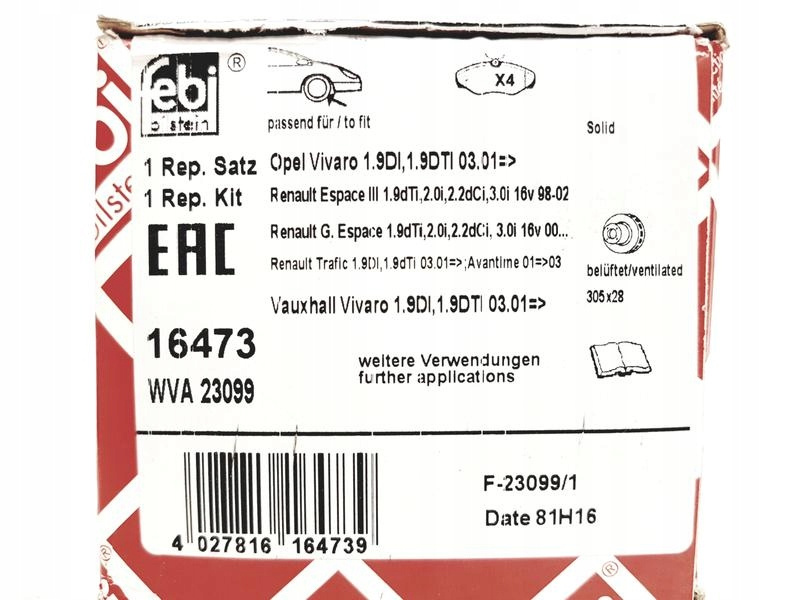 febi
bilstein
®
X4
passend für / to fit
Solid
1 Rep. Satz
1 Rep. Kit
Opel Vivaro 1.9DI,1.9DTI 03.01=>
Renault Espace III 1.9dTi,2.0i,2.2dCi,3.0i 16v 98-02
Renault G. Espace 1.9dTi,2.0i,2.2dCi, 3.0i 16v 00...
Renault Trafic 1.9DI,1.9dTi 03.01=>;Avantime 01=>03
Vauxhall Vivaro 1.9DI,1.9DTI 03.01=>
EAC
belüftet/ventilated
305x28
16473
WVA 23099
weitere Verwendungen
further applications
F-23099/1
Date 81H16
4 027816 164739